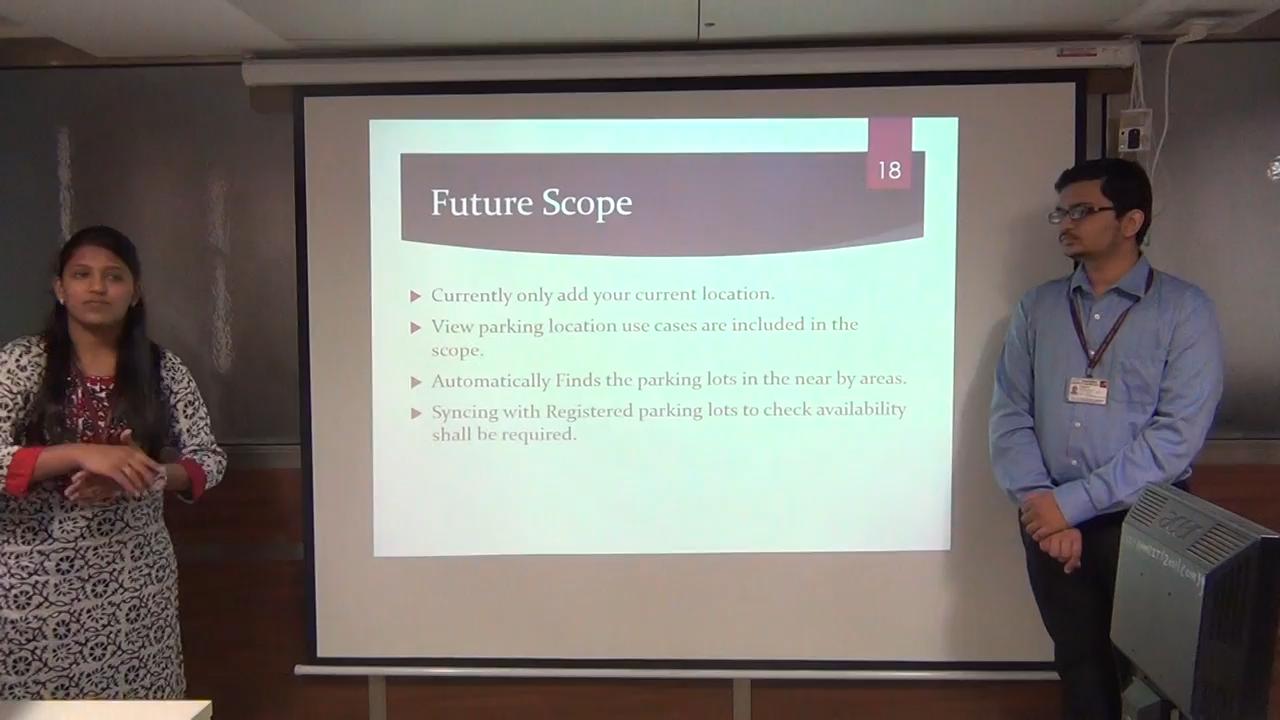 18
Future Scope
Currently only add your current location.
View parking location use cases are included in the
scope.
Automatically Finds the parking lots in the near by areas.
Syncing with Registered parking lots to check availability
shall be required.